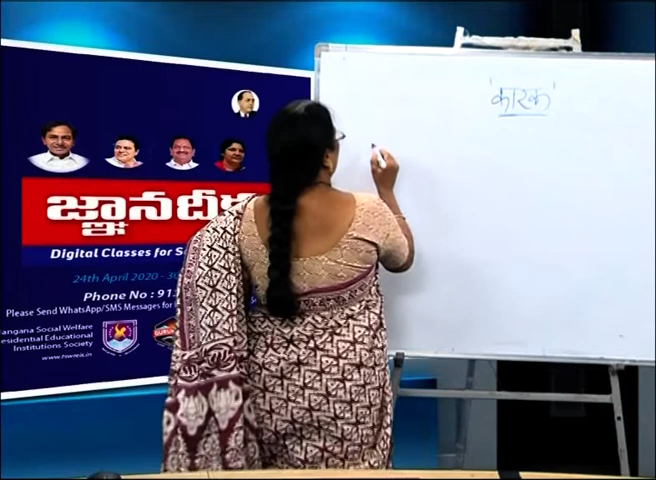 'कारक'
జ్ఞానదీ
Digital Classes for S
24th April 2020 - 30
Phone No : 91
Please Send WhatsApp/SMS Messages for
angana Social Welfare
esidential Educational
Institutions Society
www.tswreis.in